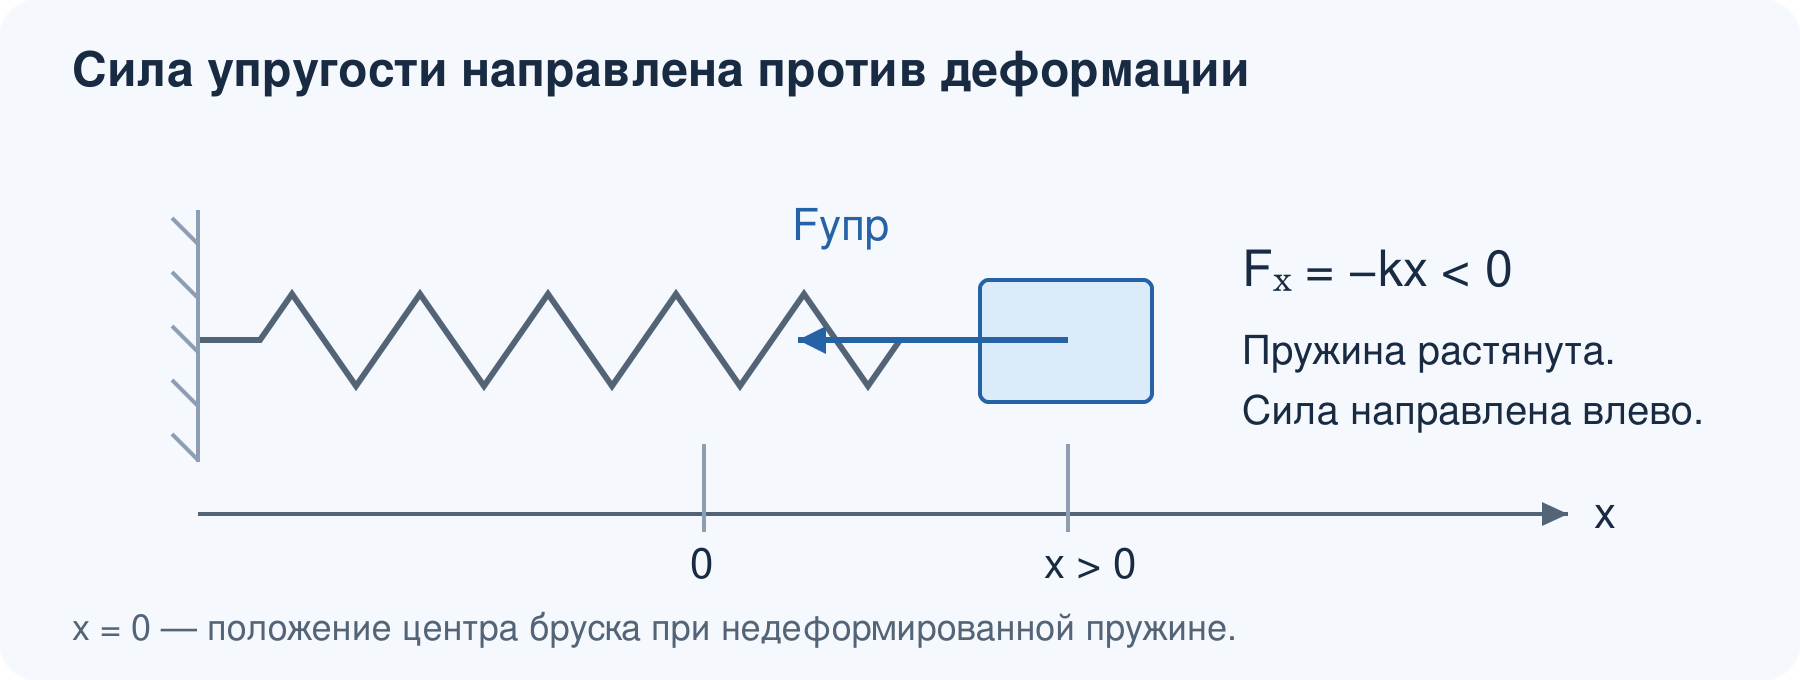 Сила упругости направлена против деформации
Fупр
Fₓ = −kx < 0
Пружина растянута.
Сила направлена влево.
x
0
x > 0
x = 0 — положение центра бруска при недеформированной пружине.